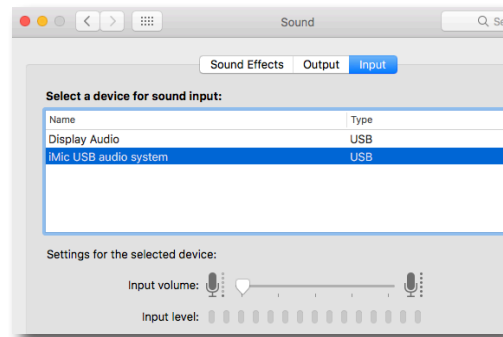 Sound
Se
Sound Effects Output Input
Select a device for sound input:
Name Type
Display Audio USB
iMic USB audio system USB
Settings for the selected device:
Input volume:
Input level: